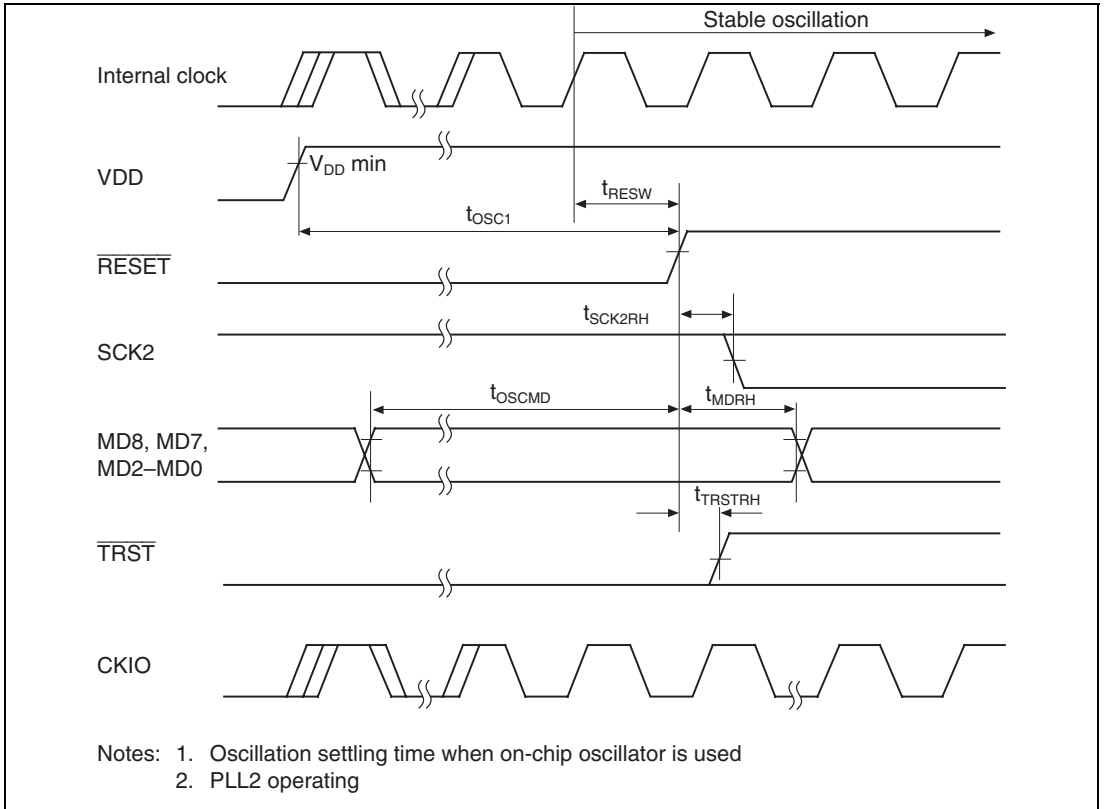 Stable oscillation
Internal clock
VDD
VDD min
tRESW
tOSC1
RESET
tSCK2RH
SCK2
tOSCMD
tMDRH
MD8, MD7,
MD2–MD0
tTRSTRH
TRST
CKIO
Notes: 1. Oscillation settling time when on-chip oscillator is used
2. PLL2 operating